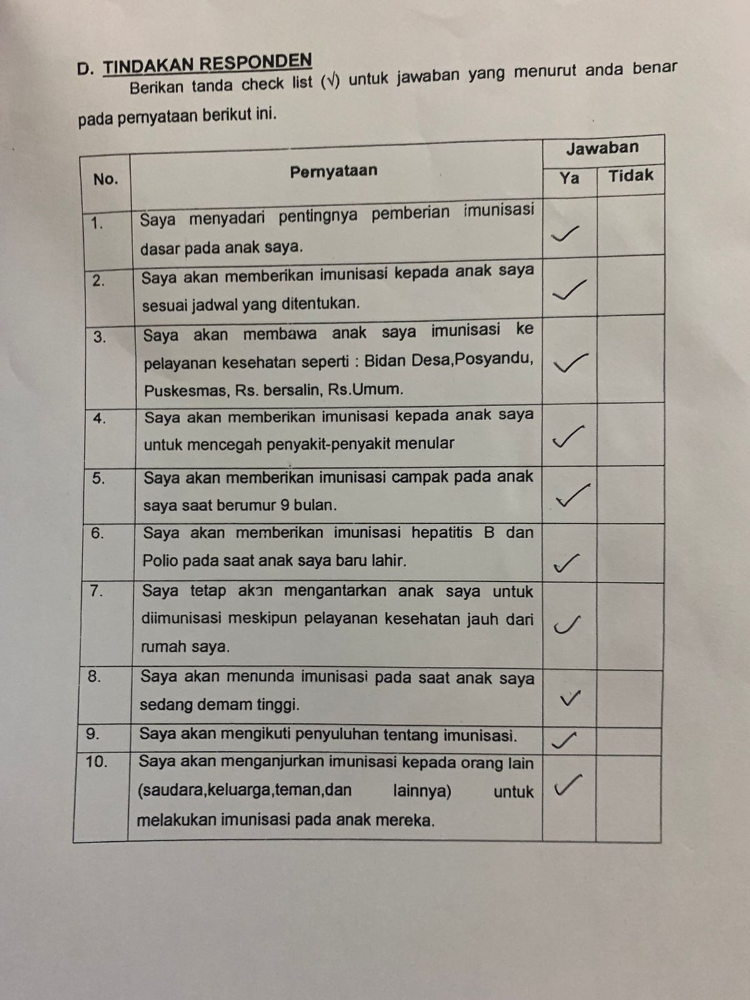 D. TINDAKAN RESPONDEN
Berikan tanda check list (√) untuk jawaban yang menurut anda benar
pada pernyataan berikut ini.
No. Pernyataan Jawaban
Ya Tidak
1. Saya menyadari pentingnya pemberian imunisasi
dasar pada anak saya. ✓
2. Saya akan memberikan imunisasi kepada anak saya
sesuai jadwal yang ditentukan. ✓
3. Saya akan membawa anak saya imunisasi ke
pelayanan kesehatan seperti : Bidan Desa,Posyandu, ✓
Puskesmas, Rs. bersalin, Rs.Umum.
4. Saya akan memberikan imunisasi kepada anak saya
untuk mencegah penyakit-penyakit menular ✓
5. Saya akan memberikan imunisasi campak pada anak
saya saat berumur 9 bulan. ✓
6. Saya akan memberikan imunisasi hepatitis B dan
Polio pada saat anak saya baru lahir. ✓
7. Saya tetap akan mengantarkan anak saya untuk
diimunisasi meskipun pelayanan kesehatan jauh dari ✓
rumah saya.
8. Saya akan menunda imunisasi pada saat anak saya
sedang demam tinggi. ✓
9. Saya akan mengikuti penyuluhan tentang imunisasi. ✓
10. Saya akan menganjurkan imunisasi kepada orang lain
(saudara,keluarga,teman,dan lainnya) untuk ✓
melakukan imunisasi pada anak mereka.